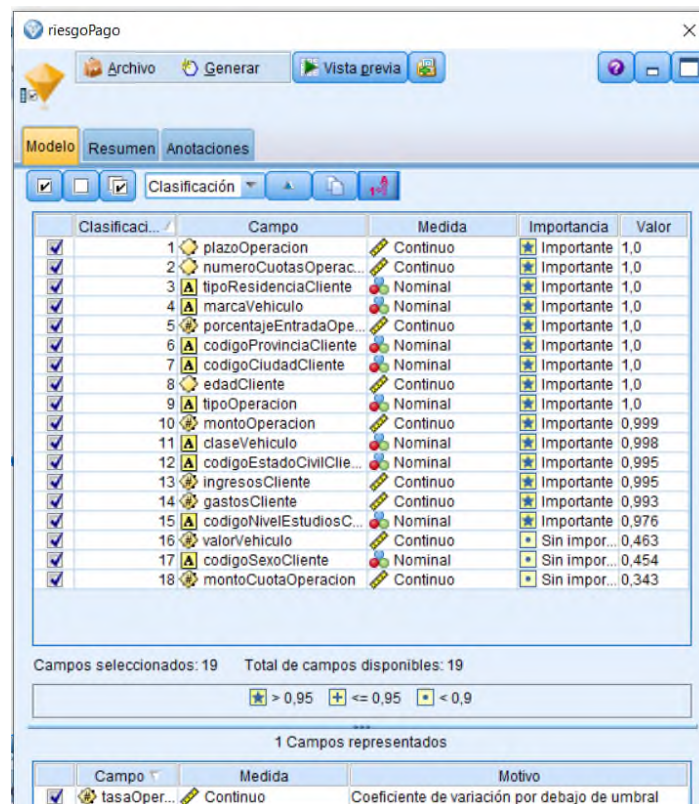 riesgoPago
Archivo Generar Vista previa
Modelo Resumen Anotaciones
Clasificación
Clasificaci... Campo Medida Importancia Valor
1 plazoOperacion Continuo Importante 1,0
2 numeroCuotasOperac... Continuo Importante 1,0
3 tipoResidenciaCliente Nominal Importante 1,0
4 marcaVehiculo Nominal Importante 1,0
5 porcentajeEntradaOpe... Continuo Importante 1,0
6 codigoProvinciaCliente Nominal Importante 1,0
7 codigoCiudadCliente Nominal Importante 1,0
8 edadCliente Continuo Importante 1,0
9 tipoOperacion Nominal Importante 1,0
10 montoOperacion Continuo Importante 0,999
11 claseVehiculo Nominal Importante 0,998
12 codigoEstadoCivilClie... Nominal Importante 0,995
13 ingresosCliente Continuo Importante 0,995
14 gastosCliente Continuo Importante 0,993
15 codigoNivelEstudiosC... Nominal Importante 0,976
16 valorVehiculo Continuo Sin impor... 0,463
17 codigoSexoCliente Nominal Sin impor... 0,454
18 montoCuotaOperacion Continuo Sin impor... 0,343
Campos seleccionados: 19 Total de campos disponibles: 19
> 0,95 <= 0,95 < 0,9
1 Campos representados
Campo Medida Motivo
tasaOper... Continuo Coeficiente de variación por debajo de umbral